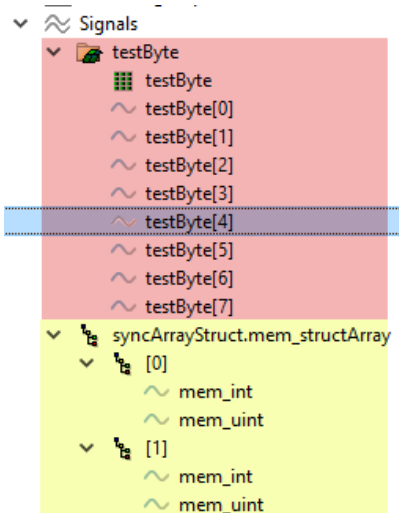 Signals
testByte
testByte
testByte[0]
testByte[1]
testByte[2]
testByte[3]
testByte[4]
testByte[5]
testByte[6]
testByte[7]
syncArrayStruct.mem_structArray
[0]
mem_int
mem_uint
[1]
mem_int
mem_uint